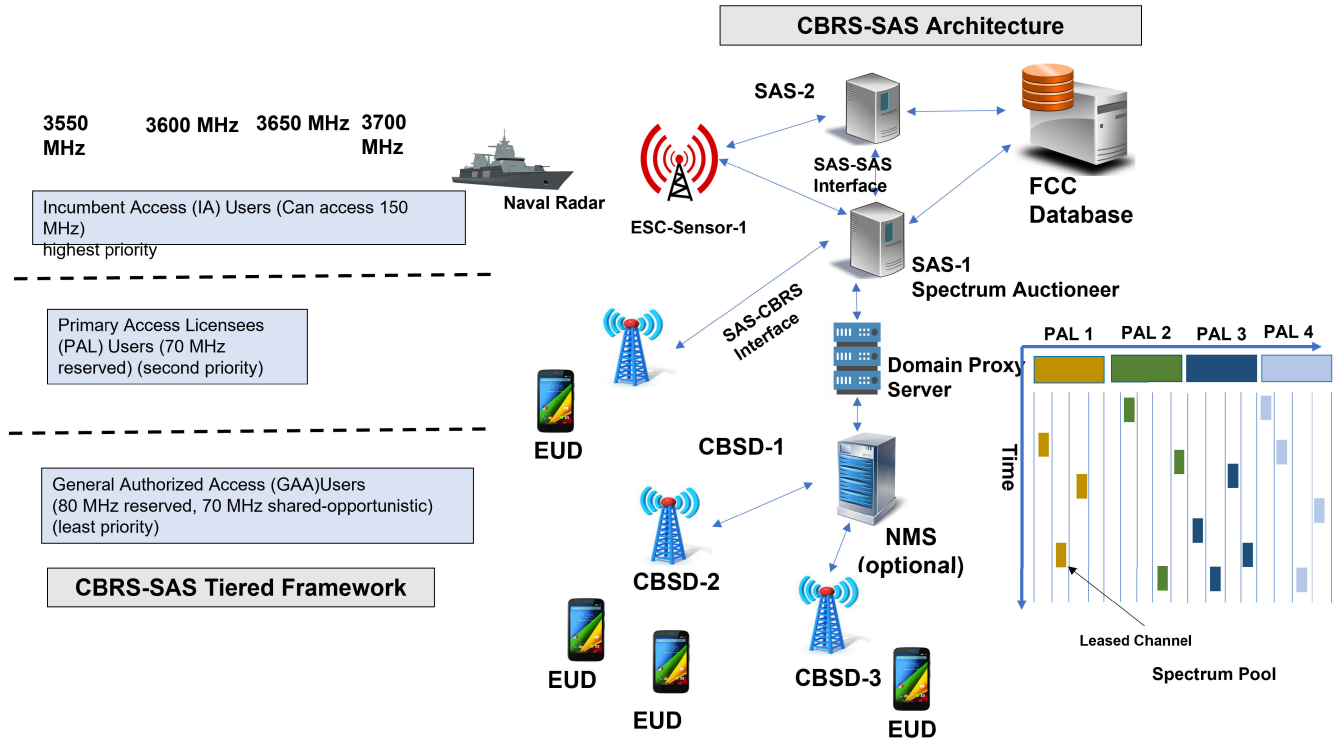 CBRS-SAS Architecture
3550
MHz
3600 MHz
3650 MHz
3700
MHz
Naval Radar
Incumbent Access (IA) Users (Can access 150
MHz)
highest priority
Primary Access Licensees
(PAL) Users (70 MHz
reserved) (second priority)
General Authorized Access (GAA)Users
(80 MHz reserved, 70 MHz shared-opportunistic)
(least priority)
CBRS-SAS Tiered Framework
SAS-2
SAS-SAS
Interface
ESC-Sensor-1
FCC
Database
SAS-1
Spectrum Auctioneer
SAS-CBRS
Interface
Domain Proxy
Server
EUD
CBSD-1
NMS
(optional)
CBSD-2
EUD
EUD
CBSD-3
EUD
PAL 1
PAL 2
PAL 3
PAL 4
Time
Leased Channel
Spectrum Pool